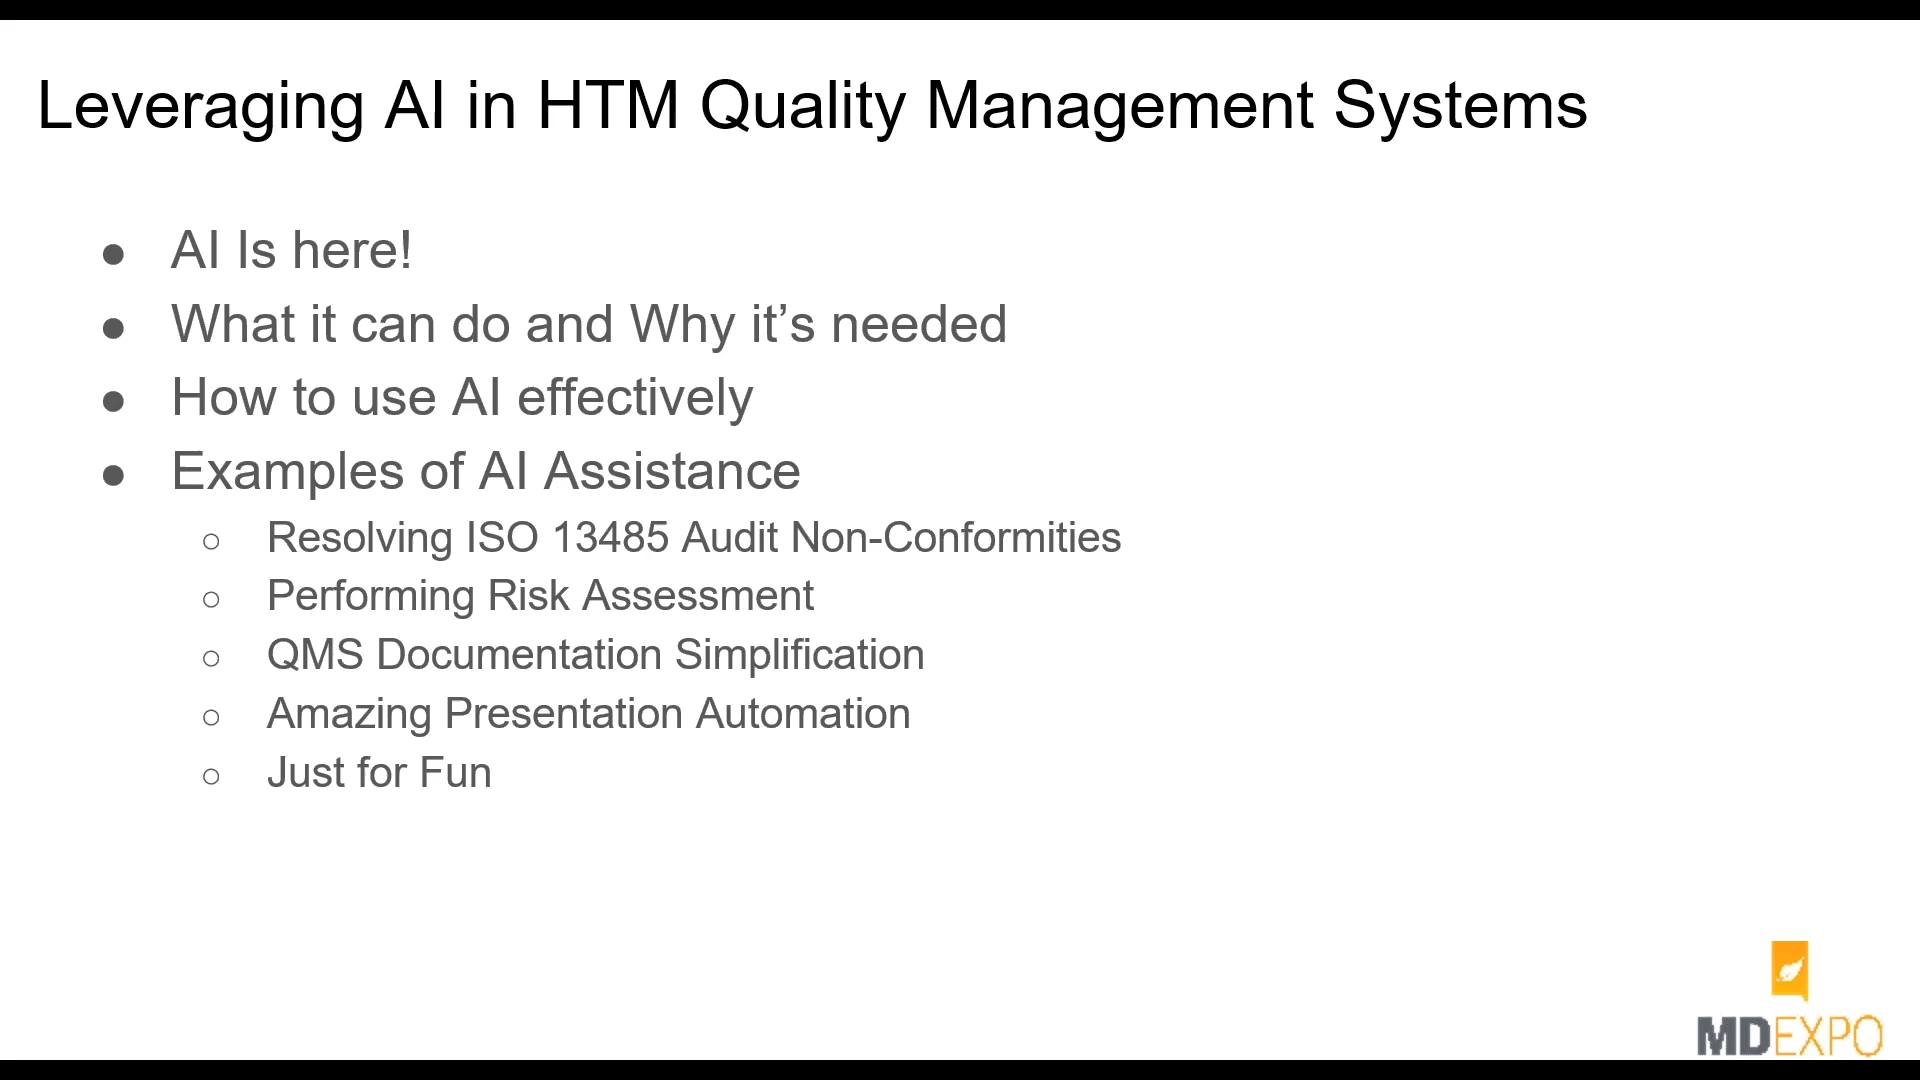 Leveraging AI in HTM Quality Management Systems
● AI Is here!
● What it can do and Why it’s needed
● How to use AI effectively
● Examples of AI Assistance
○ Resolving ISO 13485 Audit Non-Conformities
○ Performing Risk Assessment
○ QMS Documentation Simplification
○ Amazing Presentation Automation
○ Just for Fun
MDEXPO